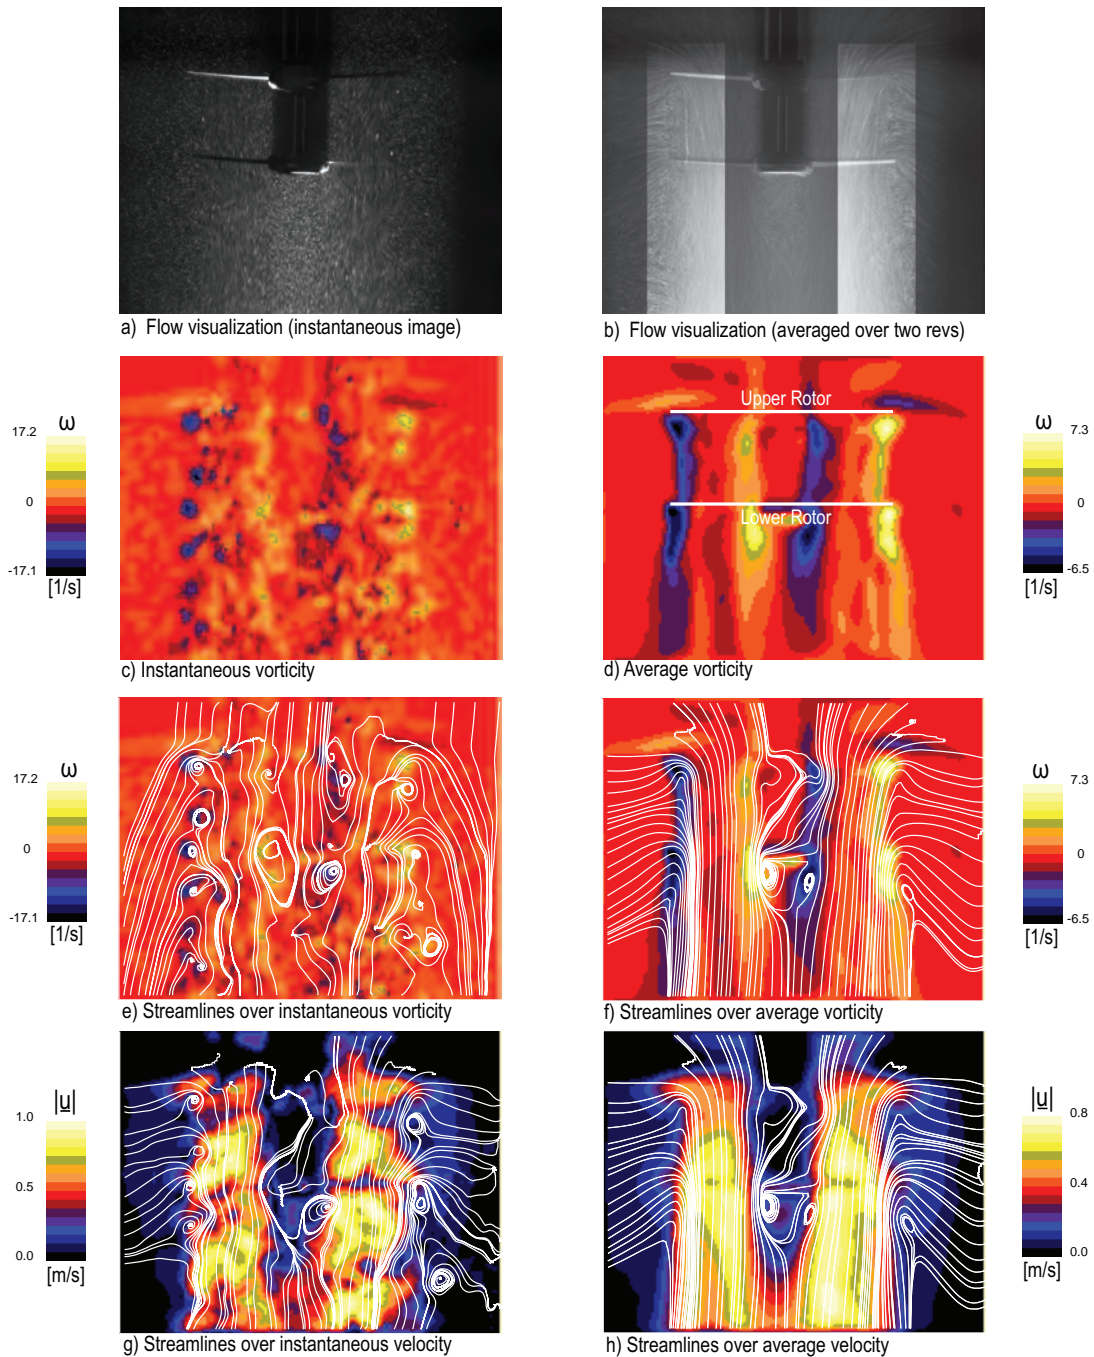 a) Flow visualization (instantaneous image)
b) Flow visualization (averaged over two revs)
ω
17.2
0
-17.1
[1/s]
c) Instantaneous vorticity
Upper Rotor
Lower Rotor
d) Average vorticity
ω
7.3
0
-6.5
[1/s]
ω
17.2
0
-17.1
[1/s]
e) Streamlines over instantaneous vorticity
f) Streamlines over average vorticity
ω
7.3
0
-6.5
[1/s]
|u|
1.0
0.5
0.0
[m/s]
g) Streamlines over instantaneous velocity
h) Streamlines over average velocity
|u|
0.8
0.4
0.0
[m/s]